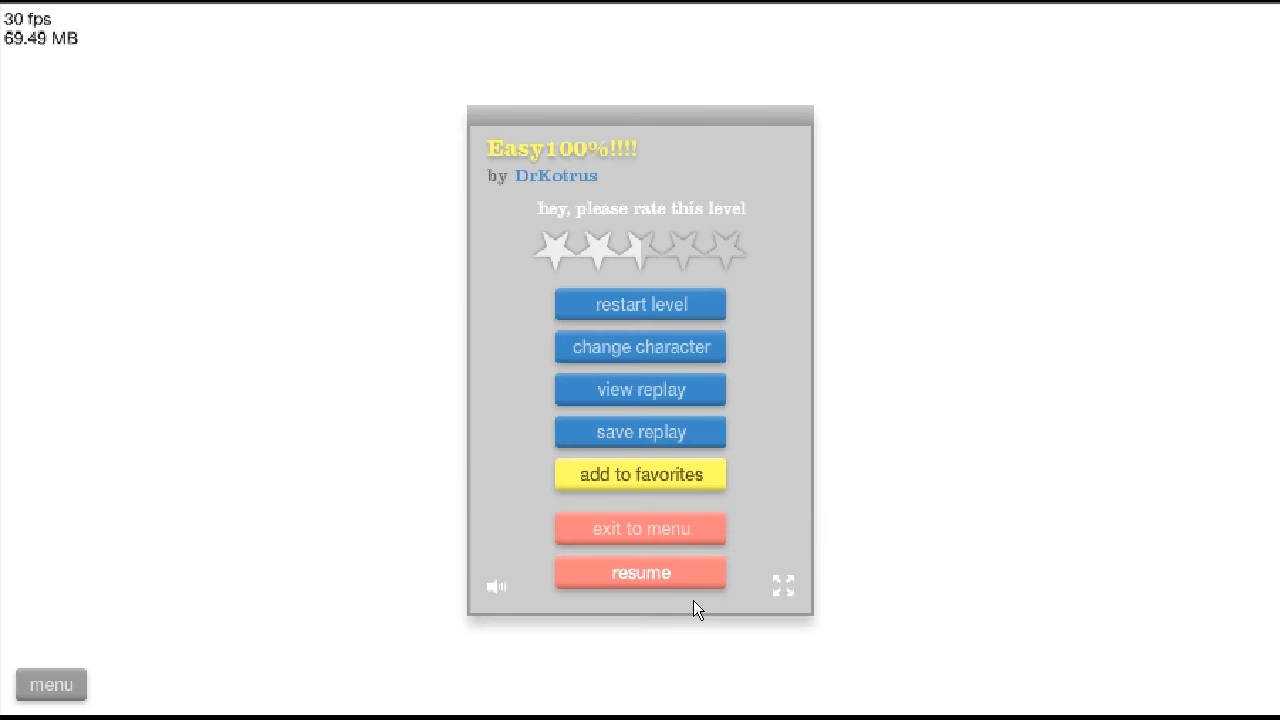 30 fps
69.49 MB
Easy100%!!!!
by DrKotrus
hey, please rate this level
restart level
change character
view replay
save replay
add to favorites
exit to menu
resume
menu